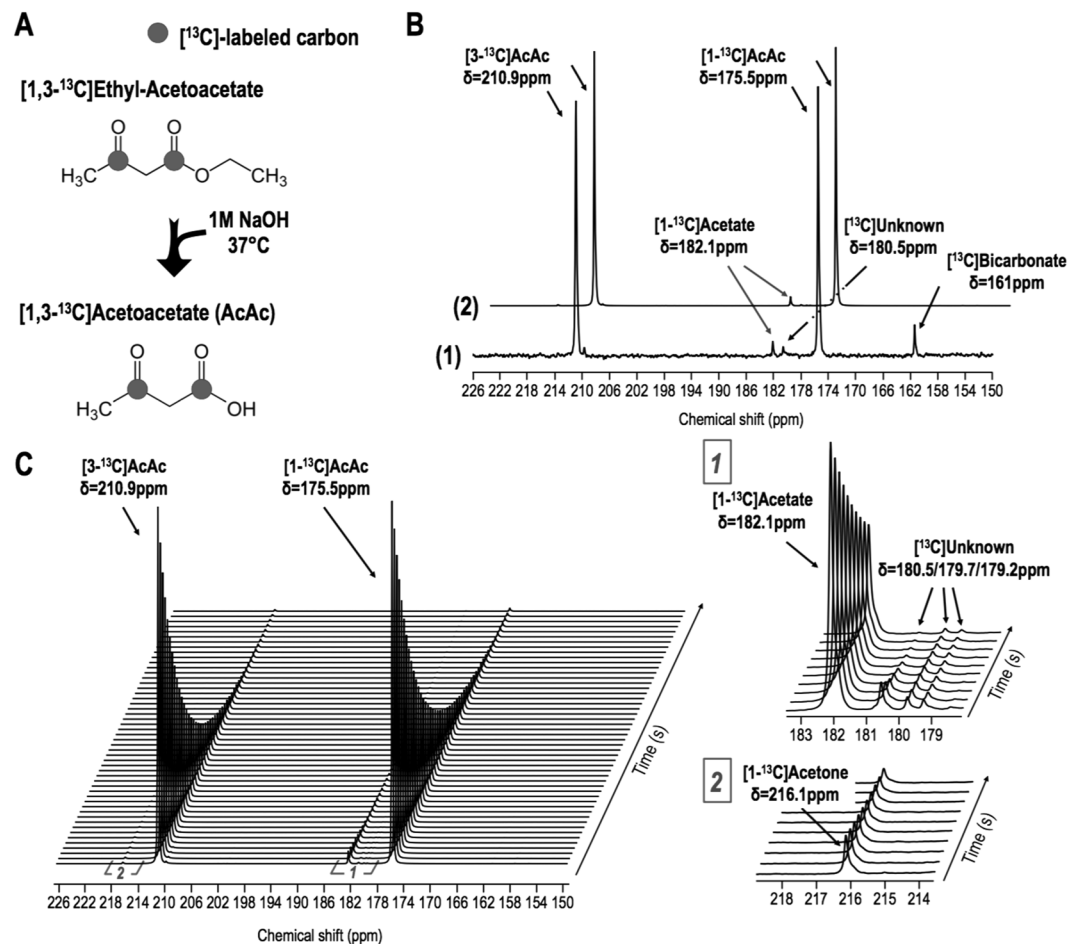 A
[¹³C]-labeled carbon
[1,3-¹³C]Ethyl-Acetoacetate
O O
H₃C O CH₃
1M NaOH
37°C
[1,3-¹³C]Acetoacetate (AcAc)
O O
H₃C OH
B
[3-¹³C]AcAc
δ=210.9ppm
[1-¹³C]AcAc
δ=175.5ppm
[1-¹³C]Acetate
δ=182.1ppm
[¹³C]Unknown
δ=180.5ppm
[¹³C]Bicarbonate
δ=161ppm
(2)
(1)
226 222 218 214 210 206 202 198 194 190 186 182 178 174 170 166 162 158 154 150
Chemical shift (ppm)
C
[3-¹³C]AcAc
δ=210.9ppm
[1-¹³C]AcAc
δ=175.5ppm
Time (s)
2
1
226 222 218 214 210 206 202 198 194 190 186 182 178 174 170 166 162 158 154 150
Chemical shift (ppm)
1
[1-¹³C]Acetate
δ=182.1ppm
[¹³C]Unknown
δ=180.5/179.7/179.2ppm
Time (s)
183 182 181 180 179
2
[1-¹³C]Acetone
δ=216.1ppm
Time (s)
218 217 216 215 214